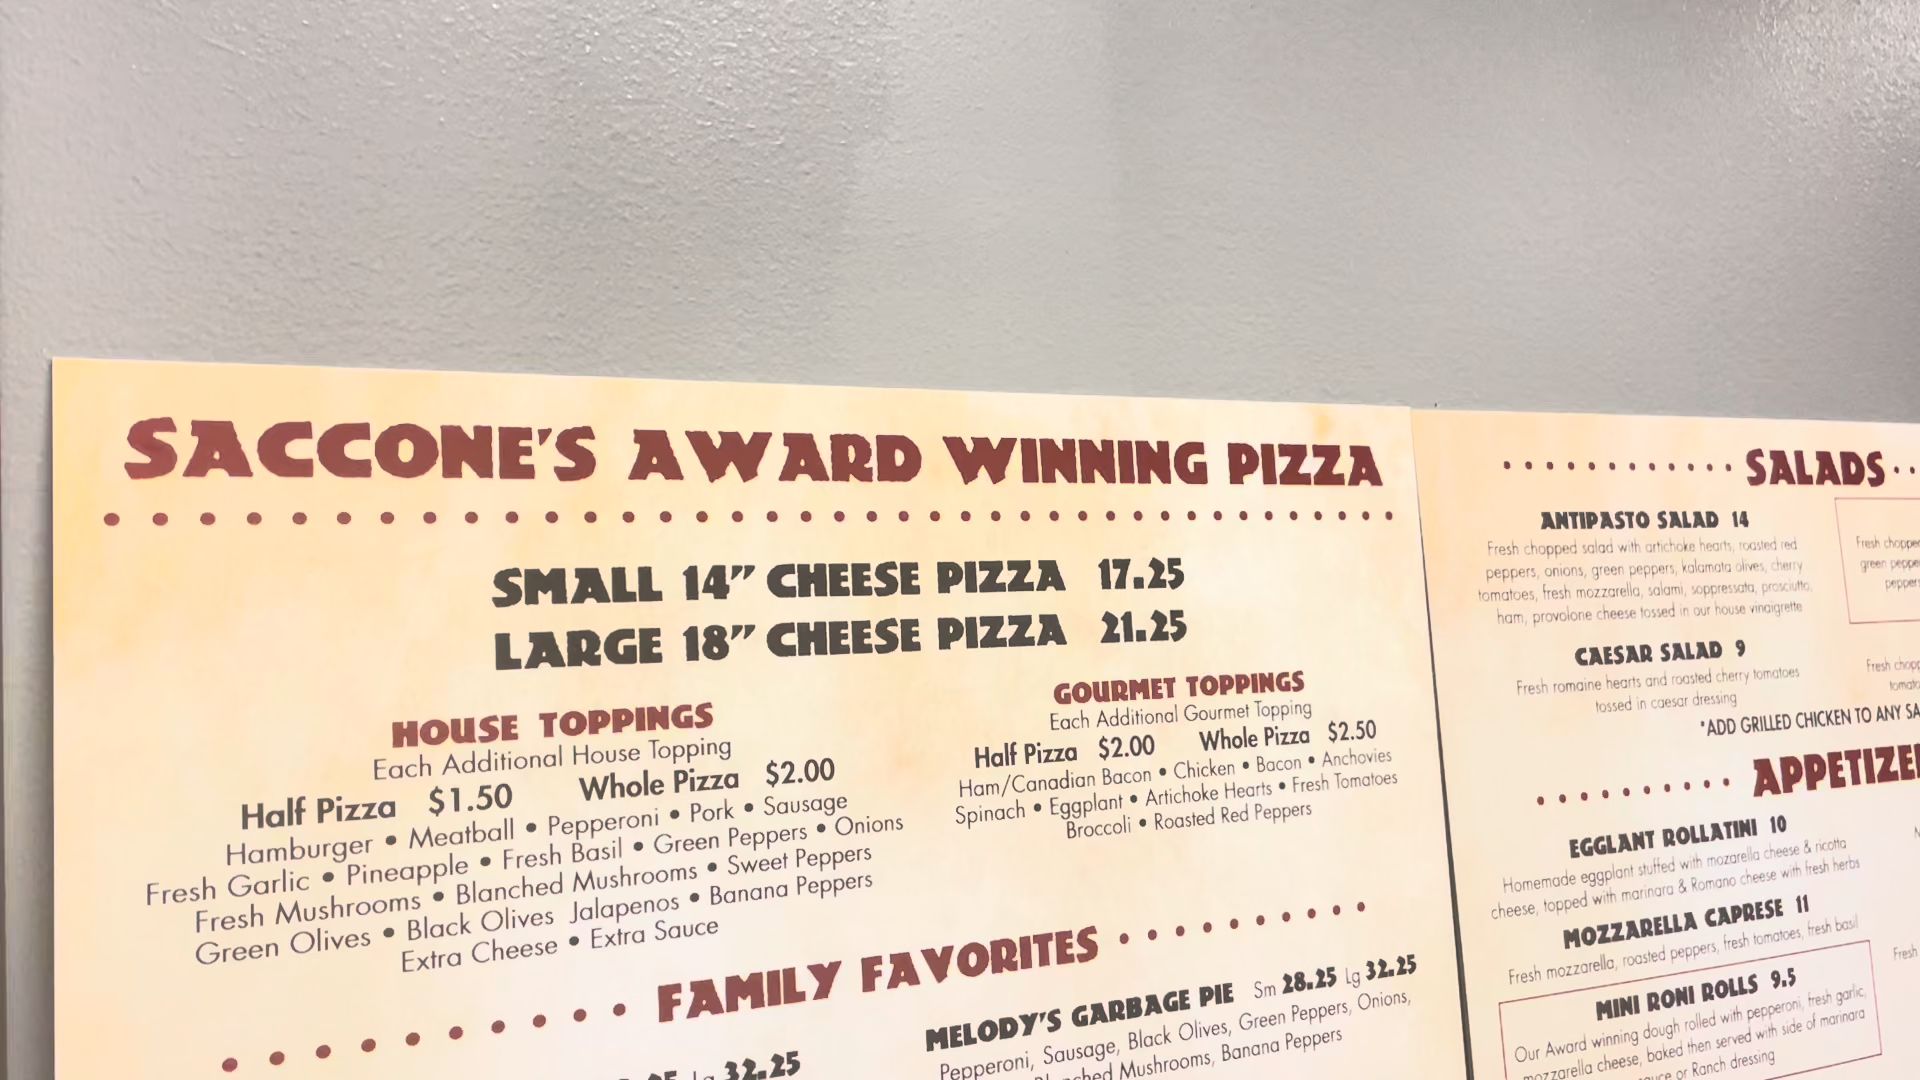 SACCONE'S AWARD WINNING PIZZA
SMALL 14" CHEESE PIZZA 17.25
LARGE 18" CHEESE PIZZA 21.25
HOUSE TOPPINGS
Each Additional House Topping
Half Pizza $1.50 Whole Pizza $2.00
Hamburger • Meatball • Pepperoni • Pork • Sausage
Fresh Garlic • Pineapple • Fresh Basil • Green Peppers • Onions
Fresh Mushrooms • Blanched Mushrooms • Sweet Peppers
Green Olives • Black Olives Jalapenos • Banana Peppers
Extra Cheese • Extra Sauce
GOURMET TOPPINGS
Each Additional Gourmet Topping
Half Pizza $2.00 Whole Pizza $2.50
Ham/Canadian Bacon • Chicken • Bacon • Anchovies
Spinach • Eggplant • Artichoke Hearts • Fresh Tomatoes
Broccoli • Roasted Red Peppers
FAMILY FAVORITES
Lg 32.25
MELODY'S GARBAGE PIE Sm 28.25 Lg 32.25
Pepperoni, Sausage, Black Olives, Green Peppers, Onions,
Mushrooms, Banana Peppers
SALADS
ANTIPASTO SALAD 14
Fresh chopped salad with artichoke hearts, roasted red
peppers, onions, green peppers, kalamata olives, cherry
tomatoes, fresh mozzarella, salami, soppressata, prosciutto,
ham, provolone cheese tossed in our house vinaigrette
Fresh
green
peppers
CAESAR SALAD 9
Fresh romaine hearts and roasted cherry tomatoes
tossed in caesar dressing
Fresh
*ADD GRILLED CHICKEN TO ANY
EGGLANT ROLLATINI 10
Homemade eggplant stuffed with mozarella cheese & ricotta
cheese, topped with marinara & Romano cheese with fresh herbs
MOZZARELLA CAPRESE 11
Fresh mozzarella, roasted peppers, fresh tomatoes, fresh basil
Fresh
MINI RONI ROLLS 9.5
Our Award winning dough rolled with pepperoni, fresh garlic,
mozzarella cheese, baked then served with side of marinara
or Ranch dressing